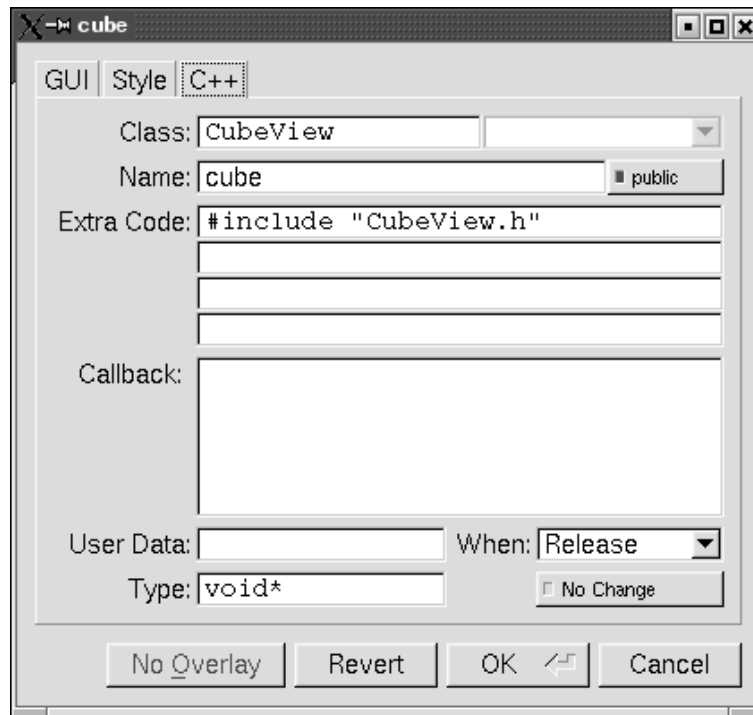 cube
GUI Style C++
Class: CubeView
Name: cube public
Extra Code: #include "CubeView.h"
Callback:
User Data: When: Release
Type: void* No Change
No Overlay Revert OK Cancel